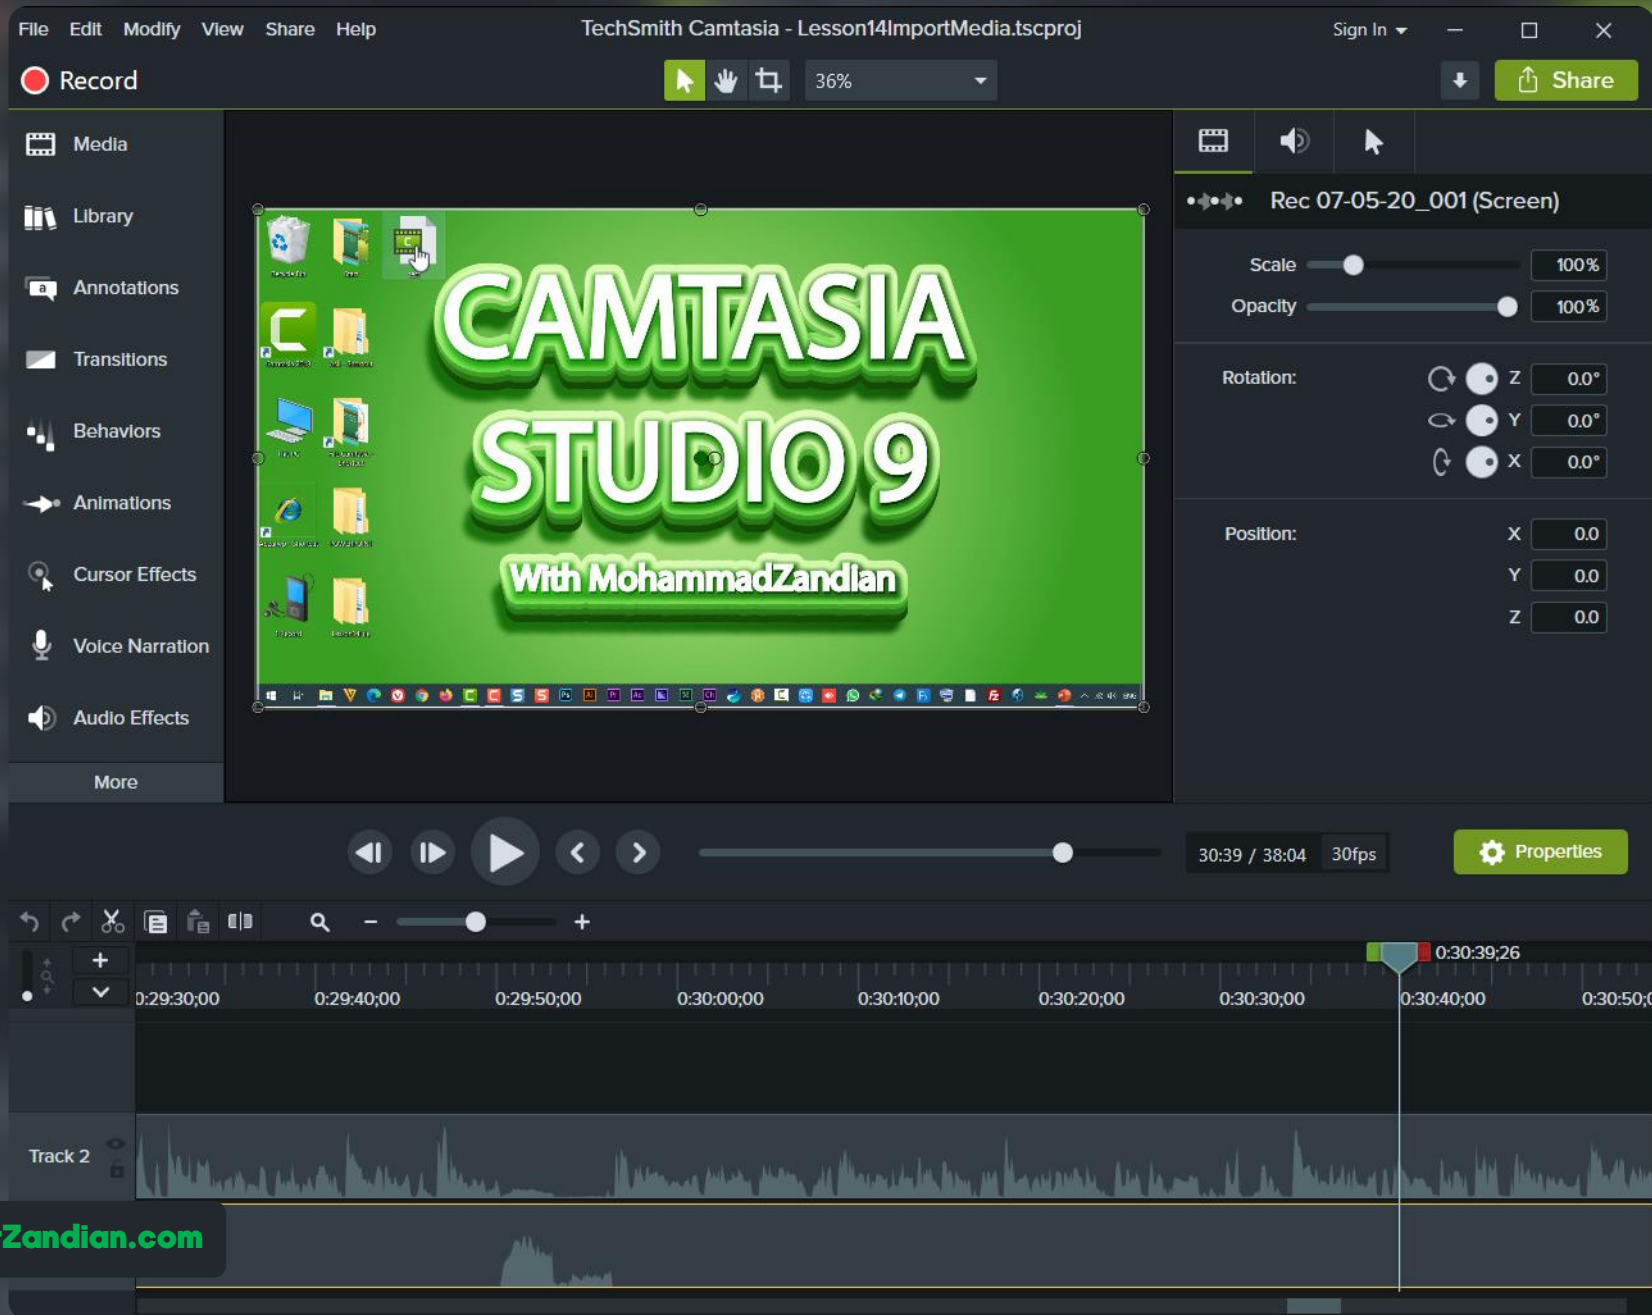 File Edit Modify View Share Help
TechSmith Camtasia - Lesson14ImportMedia.tscproj
Sign In
Record
36%
Share
Media
Library
Annotations
Transitions
Behaviors
Animations
Cursor Effects
Voice Narration
Audio Effects
More
CAMTASIA
STUDIO 9
With MohammadZandian
Rec 07-05-20_001 (Screen)
Scale 100%
Opacity 100%
Rotation: Z 0.0°
Y 0.0°
X 0.0°
Position: X 0.0
Y 0.0
Z 0.0
30:39 / 38:04 30fps
Properties
0:30:39;26
0:29:30;00 0:29:40;00 0:29:50;00 0:30:00;00 0:30:10;00 0:30:20;00 0:30:30;00 0:30:40;00 0:30:50;0
Track 2
Zandian.com